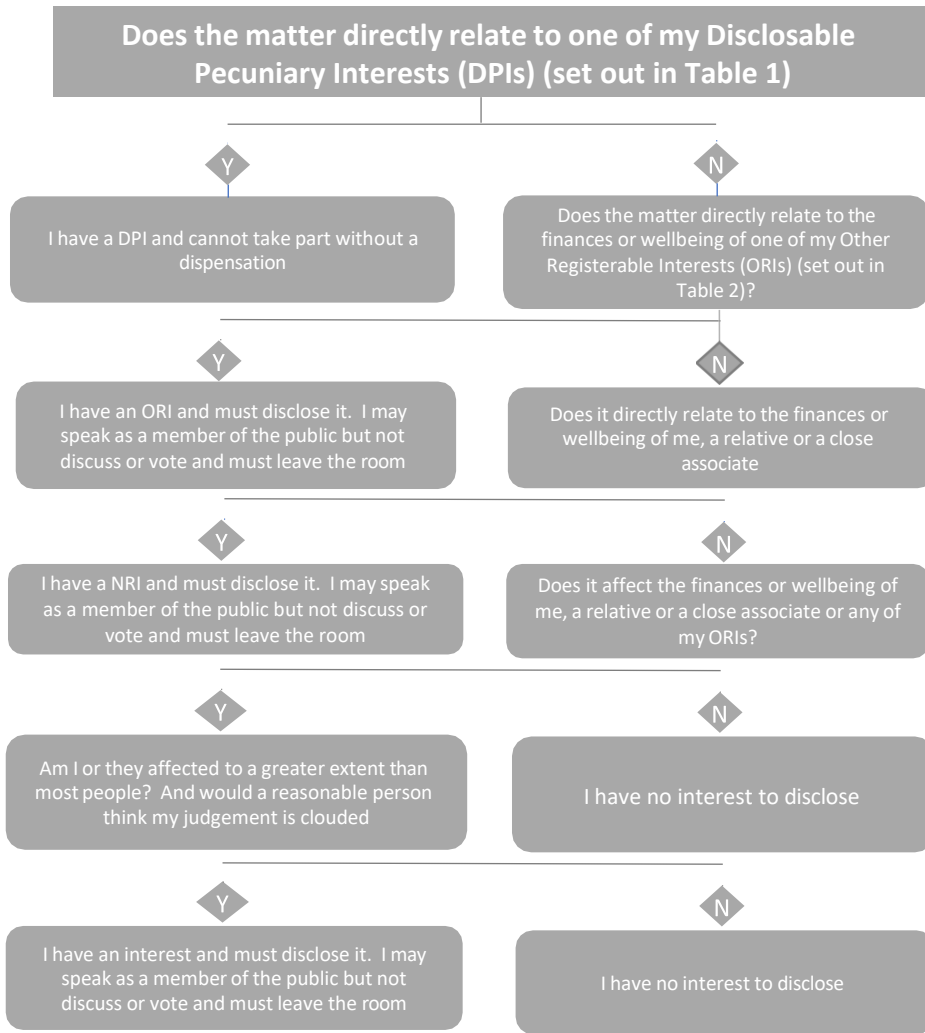 Does the matter directly relate to one of my Disclosable
Pecuniary Interests (DPIs) (set out in Table 1)
Y
N
I have a DPI and cannot take part without a
dispensation
Does the matter directly relate to the
finances or wellbeing of one of my Other
Registerable Interests (ORIs) (set out in
Table 2)?
Y
N
I have an ORI and must disclose it. I may
speak as a member of the public but not
discuss or vote and must leave the room
Does it directly relate to the finances or
wellbeing of me, a relative or a close
associate
Y
N
I have a NRI and must disclose it. I may speak
as a member of the public but not discuss or
vote and must leave the room
Does it affect the finances or wellbeing of
me, a relative or a close associate or any of
my ORIs?
Y
N
Am I or they affected to a greater extent than
most people? And would a reasonable person
think my judgement is clouded
I have no interest to disclose
Y
N
I have an interest and must disclose it. I may
speak as a member of the public but not
discuss or vote and must leave the room
I have no interest to disclose